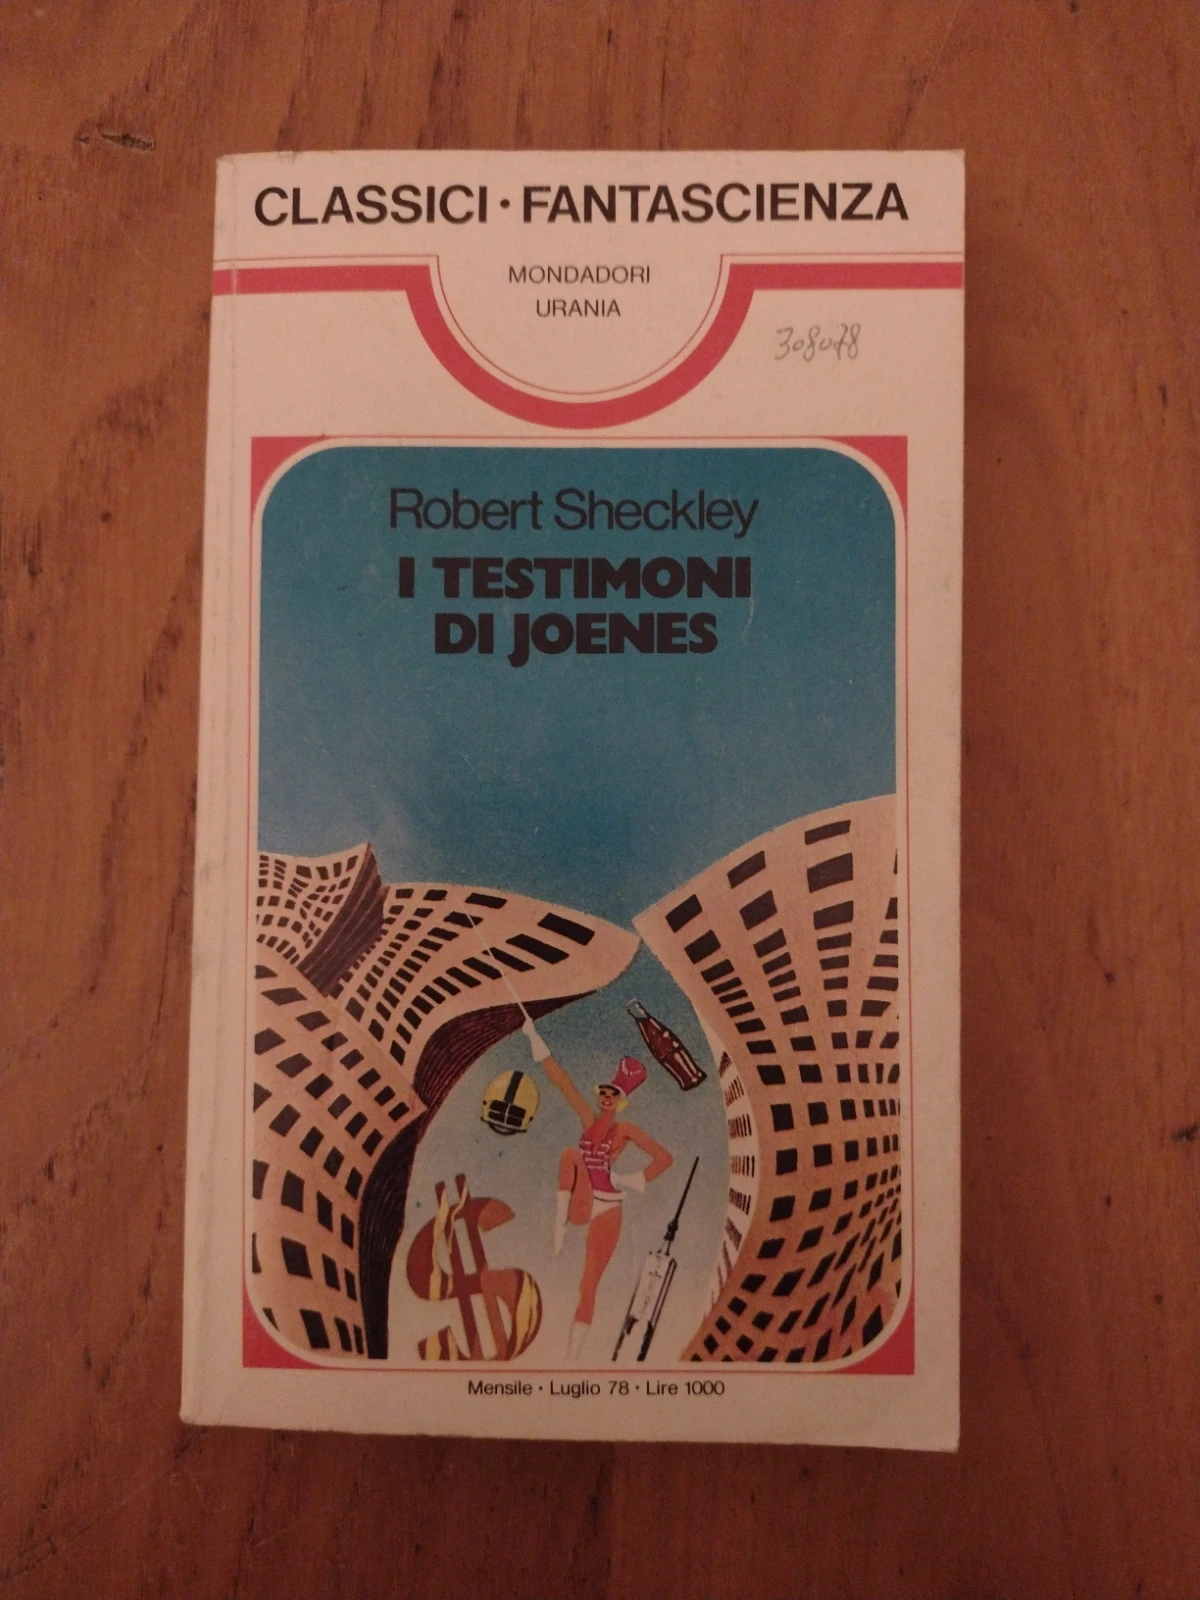 CLASSICI · FANTASCIENZA
MONDADORI
URANIA
308078
Robert Sheckley
I TESTIMONI
DI JOENES
Mensile · Luglio 78 · Lire 1000